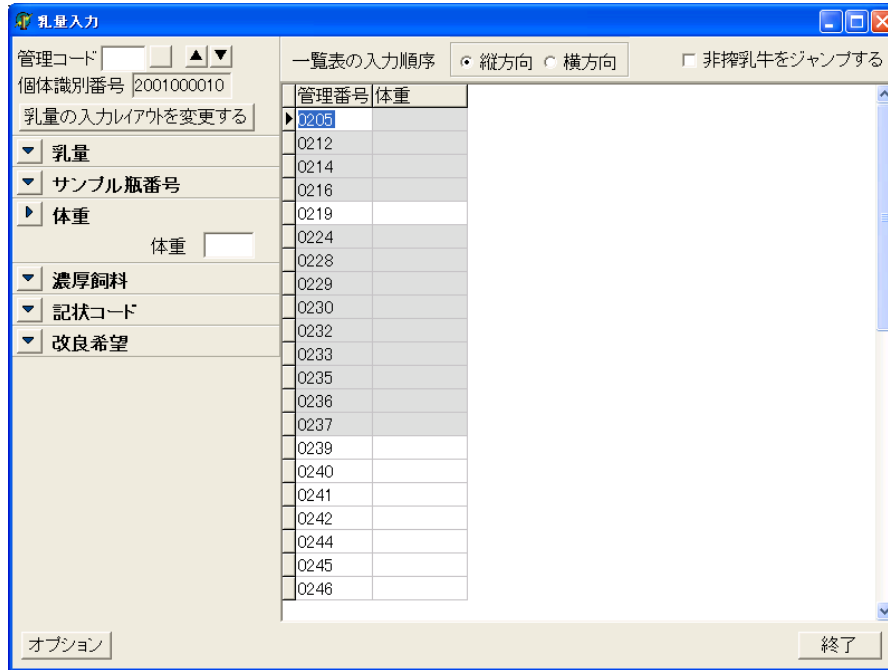 乳量入力
管理コード
個体識別番号 2001000010
乳量の入力レイアウトを変更する
乳量
サンプル瓶番号
体重
体重
濃厚飼料
記状コード
改良希望
オプション
一覧表の入力順序 縦方向 横方向 非搾乳牛をジャンプする
管理番号 体重
0205
0212
0214
0216
0219
0224
0228
0229
0230
0232
0233
0235
0236
0237
0239
0240
0241
0242
0244
0245
0246
終了